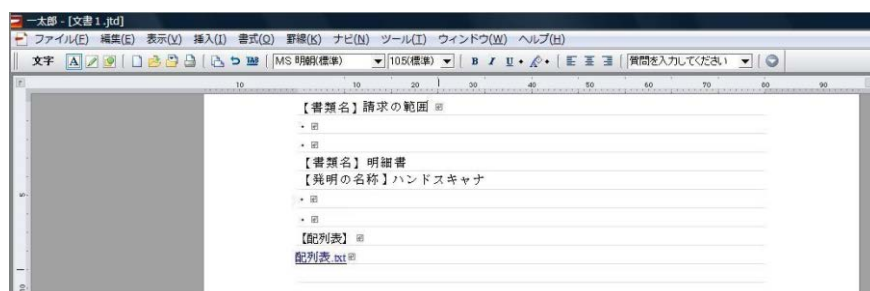 一太郎 - [文書1.jtd]
ファイル(F) 編集(E) 表示(V) 挿入(I) 書式(O) 罫線(K) ナビ(N) ツール(T) ウィンドウ(W) ヘルプ(H)
文字 A MS 明朝(標準) 10.5(標準) B I U 質問を入力してください
10 10 20 30 40 50 60 70 80 90
【書類名】請求の範囲
【書類名】明細書
【発明の名称】ハンドスキャナ
【配列表】
配列表.txt